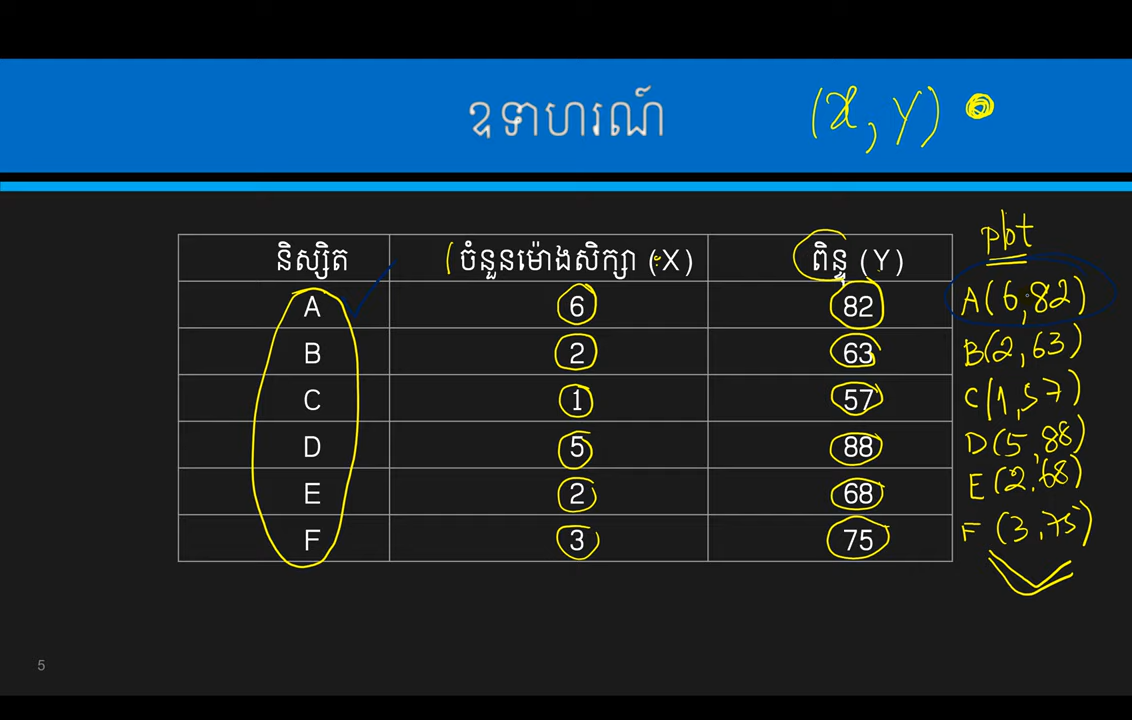 ឧទាហរណ៍ (x, y)
និស្សិត ចំនួនម៉ោងសិក្សា (X) ពិន្ទុ (Y) plot
A 6 82 A(6,82)
B 2 63 B(2,63)
C 1 57 C(1,57)
D 5 88 D(5,88)
E 2 68 E(2,68)
F 3 75 F(3,75)
5